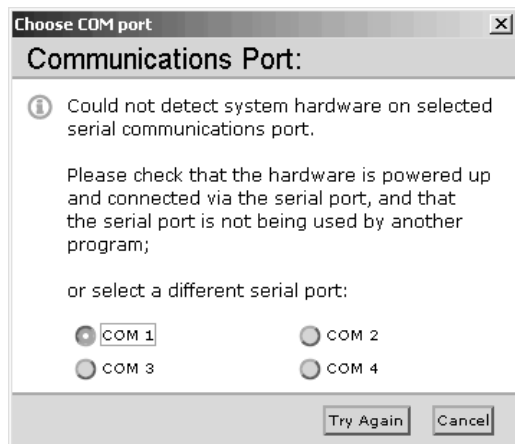 Choose COM port
Communications Port:
Could not detect system hardware on selected
serial communications port.
Please check that the hardware is powered up
and connected via the serial port, and that
the serial port is not being used by another
program;
or select a different serial port:
COM 1 COM 2
COM 3 COM 4
Try Again Cancel